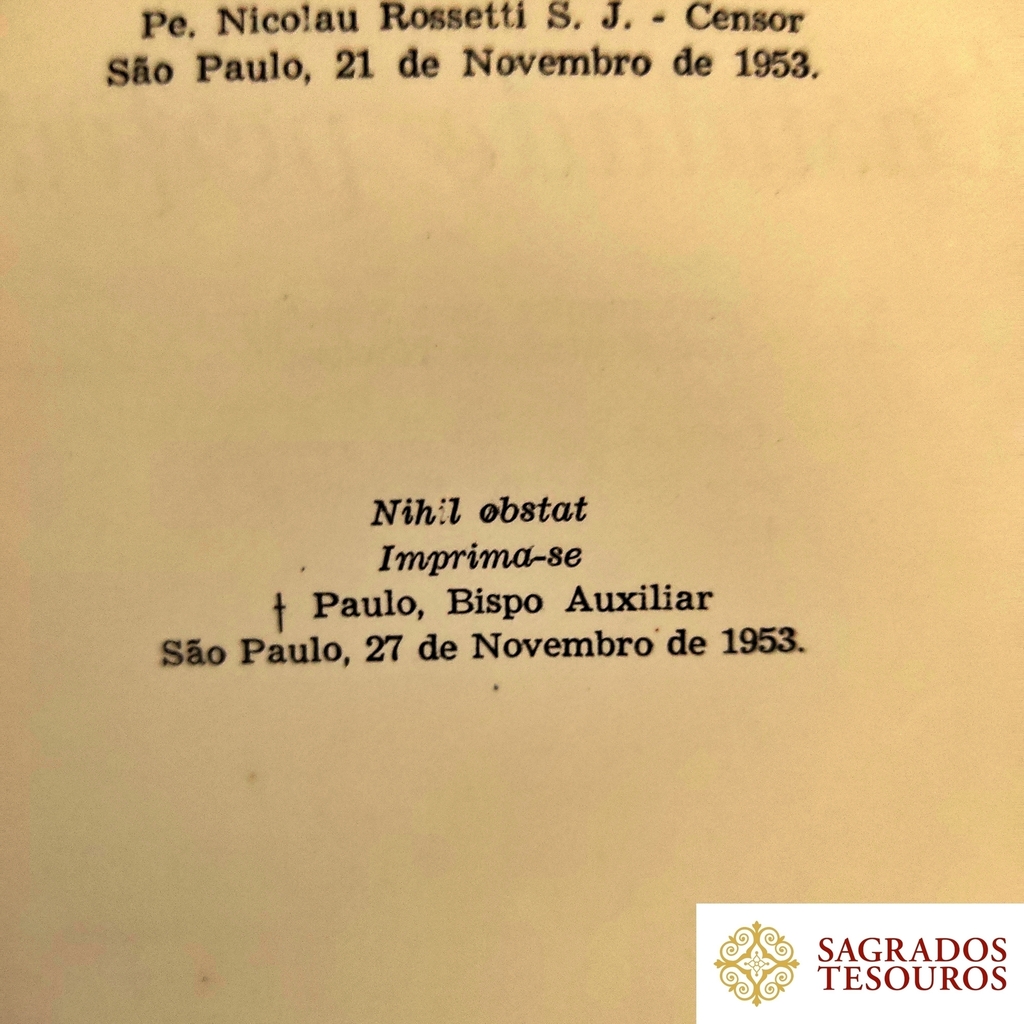 Pe. Nicolau Rossetti S. J. - Censor
São Paulo, 21 de Novembro de 1953.
Nihil obstat
Imprima-se
† Paulo, Bispo Auxiliar
São Paulo, 27 de Novembro de 1953.
SAGRADOS
TESOUROS